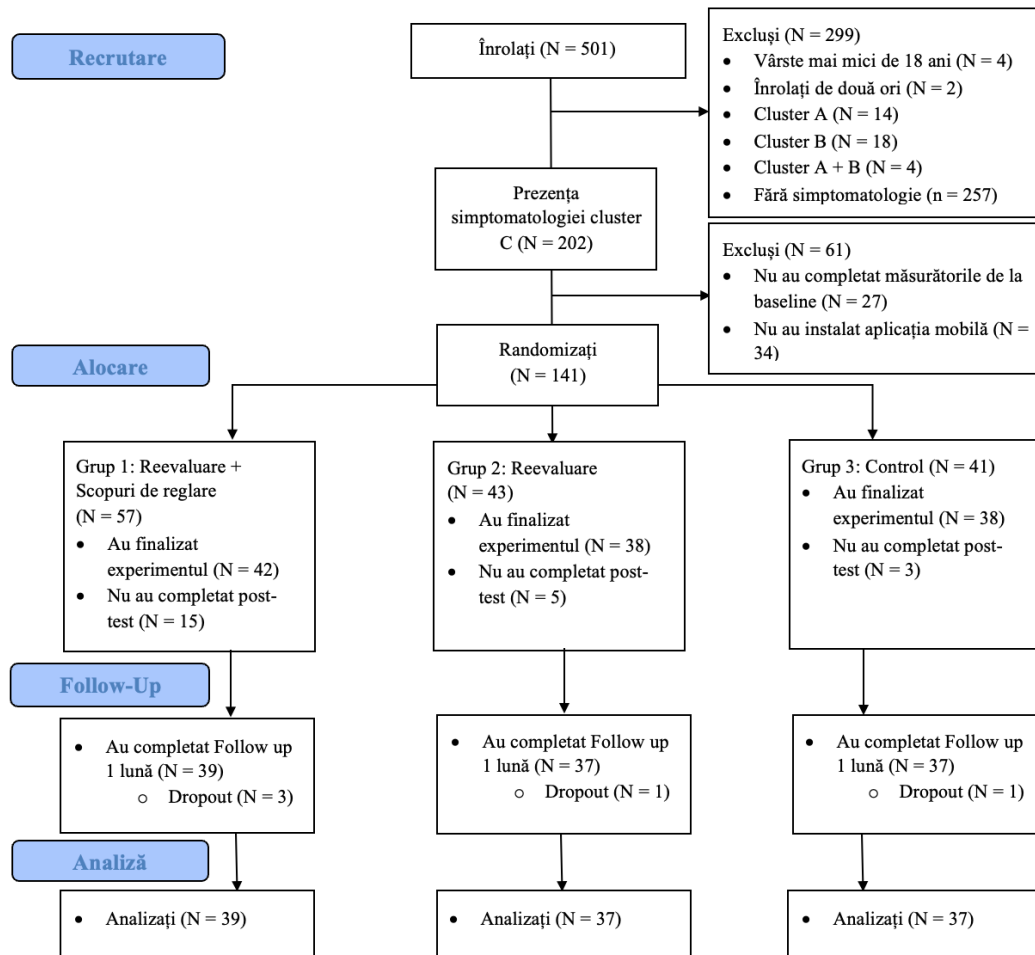 Recrutare
Înrolați (N = 501)
Excluși (N = 299)
• Vârste mai mici de 18 ani (N = 4)
• Înrolați de două ori (N = 2)
• Cluster A (N = 14)
• Cluster B (N = 18)
• Cluster A + B (N = 4)
• Fără simptomatologie (n = 257)
Prezența
simptomatologiei cluster
C (N = 202)
Excluși (N = 61)
• Nu au completat măsurătorile de la
baseline (N = 27)
• Nu au instalat aplicația mobilă (N =
34)
Alocare
Randomizați
(N = 141)
Grup 1: Reevaluare +
Scopuri de reglare
(N = 57)
• Au finalizat
experimentul (N = 42)
• Nu au completat post-
test (N = 15)
Grup 2: Reevaluare
(N = 43)
• Au finalizat
experimentul (N = 38)
• Nu au completat post-
test (N = 5)
Grup 3: Control (N = 41)
• Au finalizat
experimentul (N = 38)
• Nu au completat post-
test (N = 3)
Follow-Up
• Au completat Follow up
1 lună (N = 39)
o Dropout (N = 3)
• Au completat Follow up
1 lună (N = 37)
o Dropout (N = 1)
• Au completat Follow up
1 lună (N = 37)
o Dropout (N = 1)
Analiză
• Analizați (N = 39)
• Analizați (N = 37)
• Analizați (N = 37)